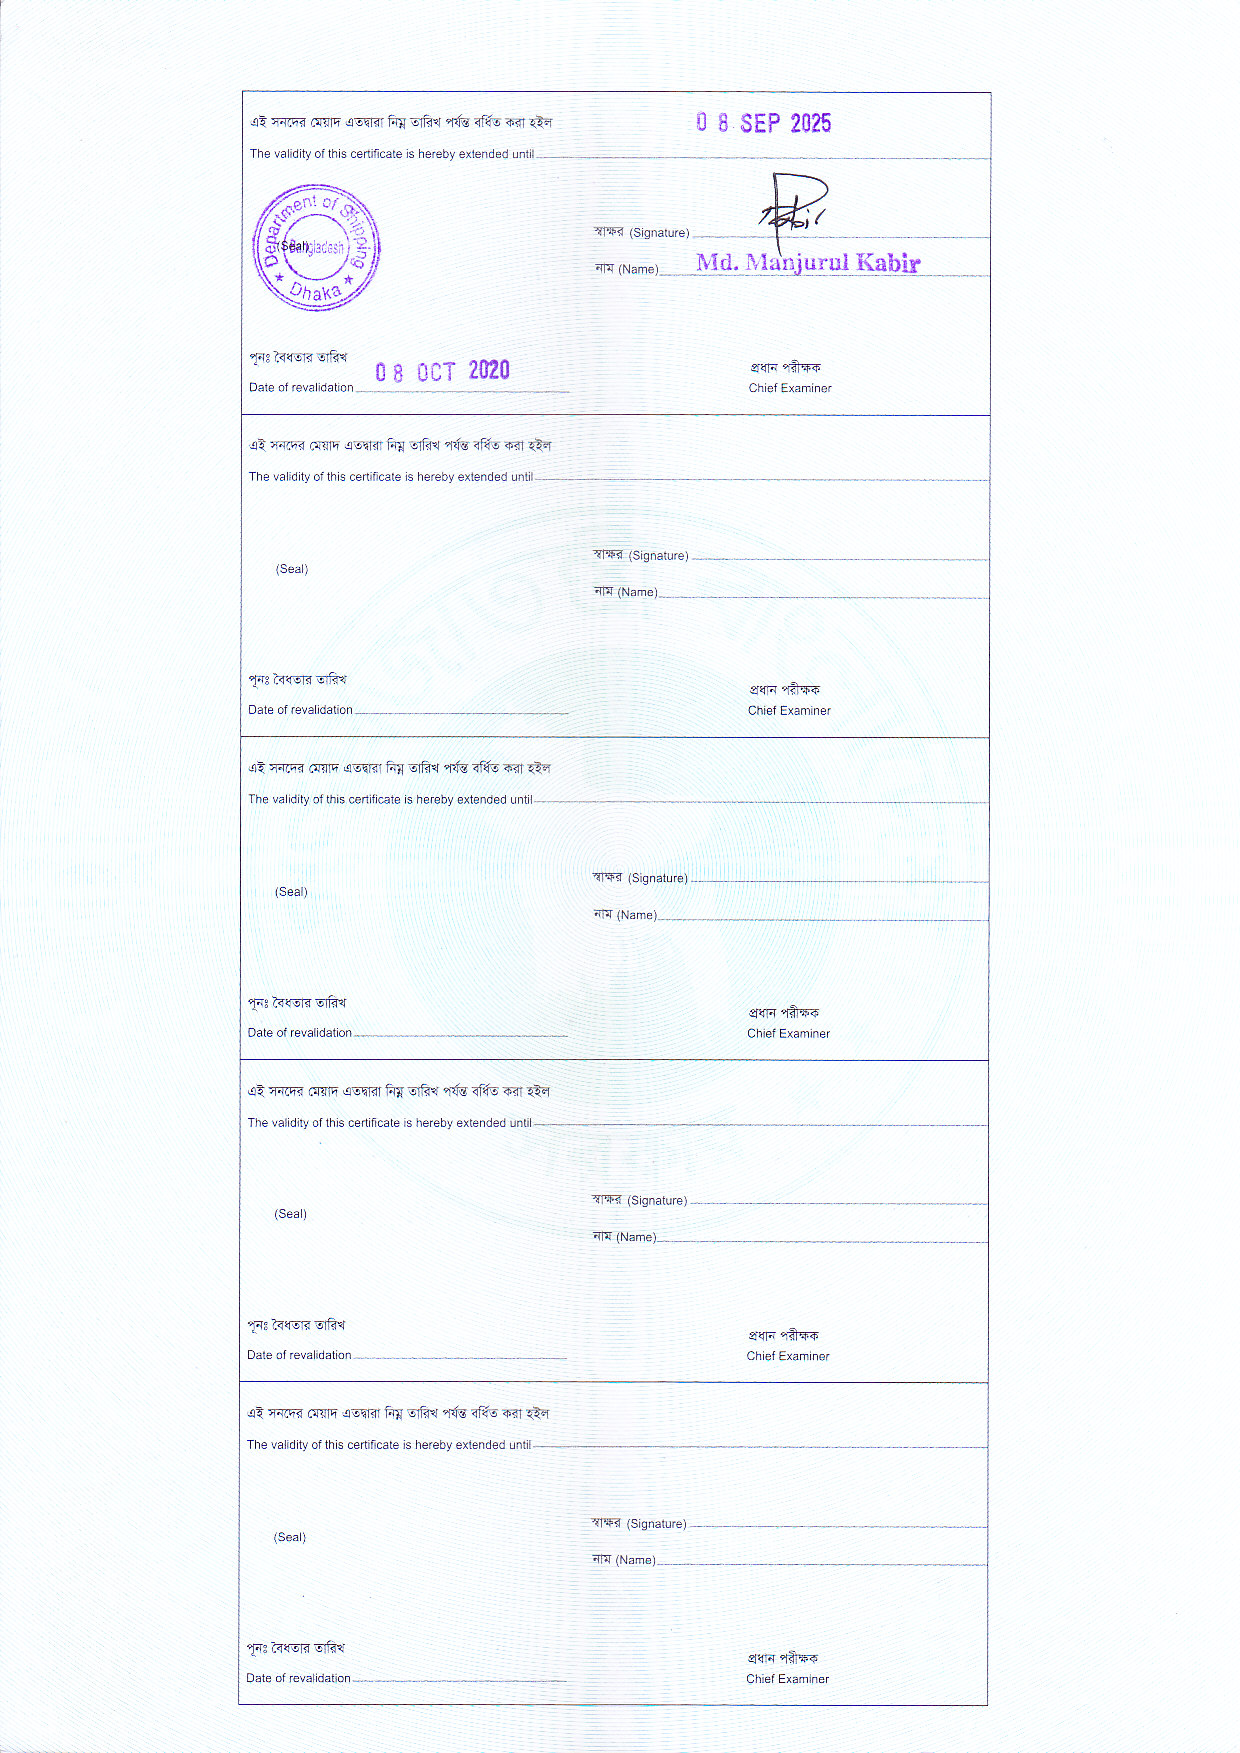 এই সনদের মেয়াদ এতদ্বারা নিম্ন তারিখ পর্যন্ত বর্ধিত করা হইল
08 SEP 2025
The validity of this certificate is hereby extended until
Department of Shipping
(Seal)
Bangladesh
★ Dhaka ★
স্বাক্ষর (Signature)
Kabir
নাম (Name) Md. Manjurul Kabir
পূনঃ বৈধতার তারিখ
Date of revalidation 08 OCT 2020
প্রধান পরীক্ষক
Chief Examiner
এই সনদের মেয়াদ এতদ্বারা নিম্ন তারিখ পর্যন্ত বর্ধিত করা হইল
The validity of this certificate is hereby extended until
(Seal)
স্বাক্ষর (Signature)
নাম (Name)
পূনঃ বৈধতার তারিখ
Date of revalidation
প্রধান পরীক্ষক
Chief Examiner
এই সনদের মেয়াদ এতদ্বারা নিম্ন তারিখ পর্যন্ত বর্ধিত করা হইল
The validity of this certificate is hereby extended until
(Seal)
স্বাক্ষর (Signature)
নাম (Name)
পূনঃ বৈধতার তারিখ
Date of revalidation
প্রধান পরীক্ষক
Chief Examiner
এই সনদের মেয়াদ এতদ্বারা নিম্ন তারিখ পর্যন্ত বর্ধিত করা হইল
The validity of this certificate is hereby extended until
(Seal)
স্বাক্ষর (Signature)
নাম (Name)
পূনঃ বৈধতার তারিখ
Date of revalidation
প্রধান পরীক্ষক
Chief Examiner
এই সনদের মেয়াদ এতদ্বারা নিম্ন তারিখ পর্যন্ত বর্ধিত করা হইল
The validity of this certificate is hereby extended until
(Seal)
স্বাক্ষর (Signature)
নাম (Name)
পূনঃ বৈধতার তারিখ
Date of revalidation
প্রধান পরীক্ষক
Chief Examiner